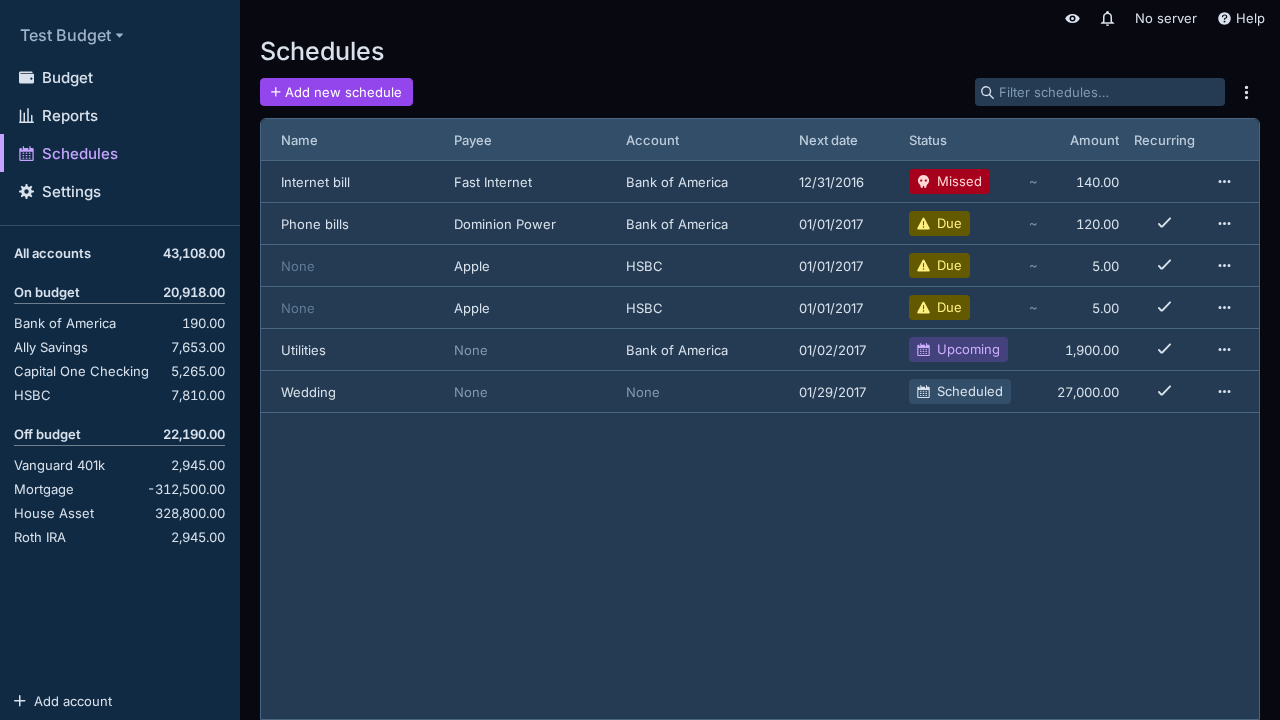 Test Budget
Budget
Reports
Schedules
Settings
All accounts 43,108.00
On budget 20,918.00
Bank of America 190.00
Ally Savings 7,653.00
Capital One Checking 5,265.00
HSBC 7,810.00
Off budget 22,190.00
Vanguard 401k 2,945.00
Mortgage -312,500.00
House Asset 328,800.00
Roth IRA 2,945.00
Add account
No server Help
Schedules
Add new schedule
Filter schedules...
Name Payee Account Next date Status Amount Recurring
Internet bill Fast Internet Bank of America 12/31/2016 Missed ~ 140.00
Phone bills Dominion Power Bank of America 01/01/2017 Due ~ 120.00
None Apple HSBC 01/01/2017 Due ~ 5.00
None Apple HSBC 01/01/2017 Due ~ 5.00
Utilities None Bank of America 01/02/2017 Upcoming 1,900.00
Wedding None None 01/29/2017 Scheduled 27,000.00